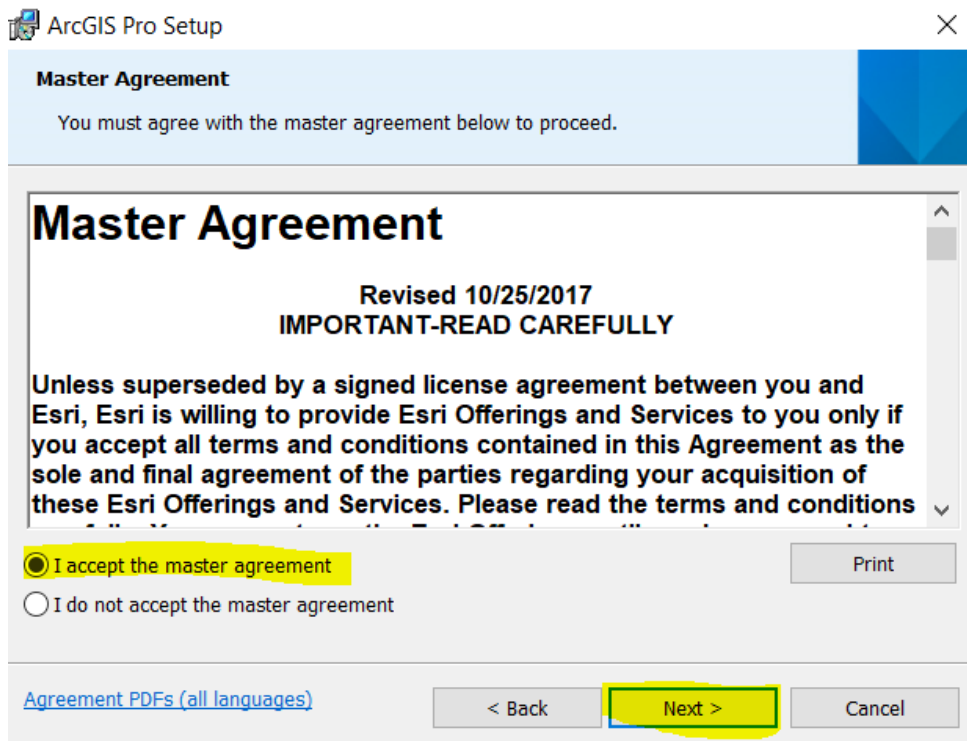 ArcGIS Pro Setup
Master Agreement
You must agree with the master agreement below to proceed.
Master Agreement
Revised 10/25/2017
IMPORTANT-READ CAREFULLY
Unless superseded by a signed license agreement between you and
Esri, Esri is willing to provide Esri Offerings and Services to you only if
you accept all terms and conditions contained in this Agreement as the
sole and final agreement of the parties regarding your acquisition of
these Esri Offerings and Services. Please read the terms and conditions
I accept the master agreement
Print
I do not accept the master agreement
Agreement PDFs (all languages)
< Back
Next >
Cancel